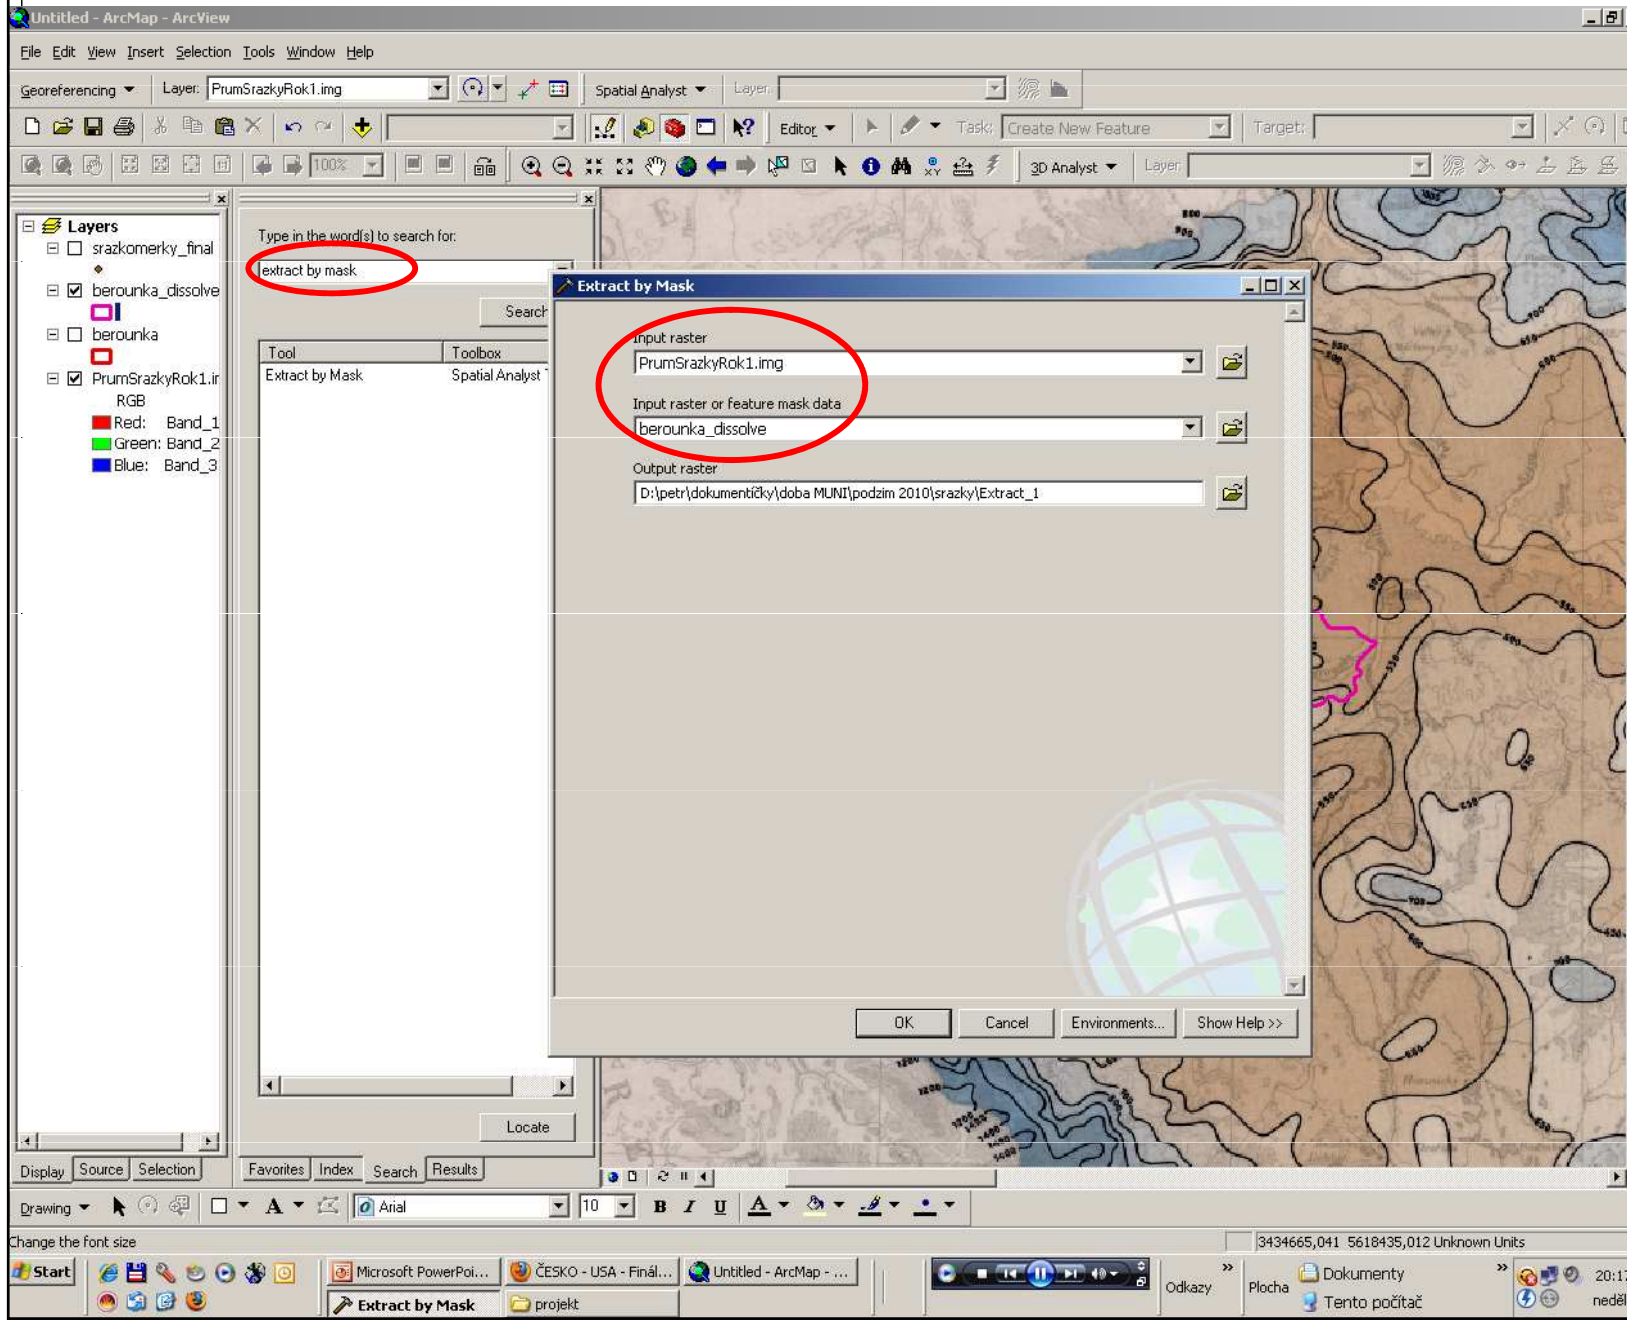 Untitled - ArcMap - ArcView
File Edit View Insert Selection Tools Window Help
Georeferencing Layer: PrumSrazkyRok1.img Spatial Analyst Layer:
Editor Task: Create New Feature Target:
100% 3D Analyst Layer:
Layers
srazkomerky_final
berounka_dissolve
berounka
PrumSrazkyRok1.ir
RGB
Red: Band_1
Green: Band_2
Blue: Band_3
Display Source Selection
Type in the word(s) to search for:
extract by mask
Search
Tool Toolbox
Extract by Mask Spatial Analyst T
Locate
Favorites Index Search Results
Extract by Mask
Input raster
PrumSrazkyRok1.img
Input raster or feature mask data
berounka_dissolve
Output raster
D:\petr\dokumentíčky\doba MUNI\podzim 2010\srazky\Extract_1
OK Cancel Environments... Show Help >>
Drawing A Arial 10 B I U A
Change the font size
3434665,041 5618435,012 Unknown Units
Start Microsoft PowerPoi... ČESKO - USA - Finál... Untitled - ArcMap - ...
Extract by Mask projekt
Odkazy Plocha Dokumenty
Tento počítač
20:17
neděl